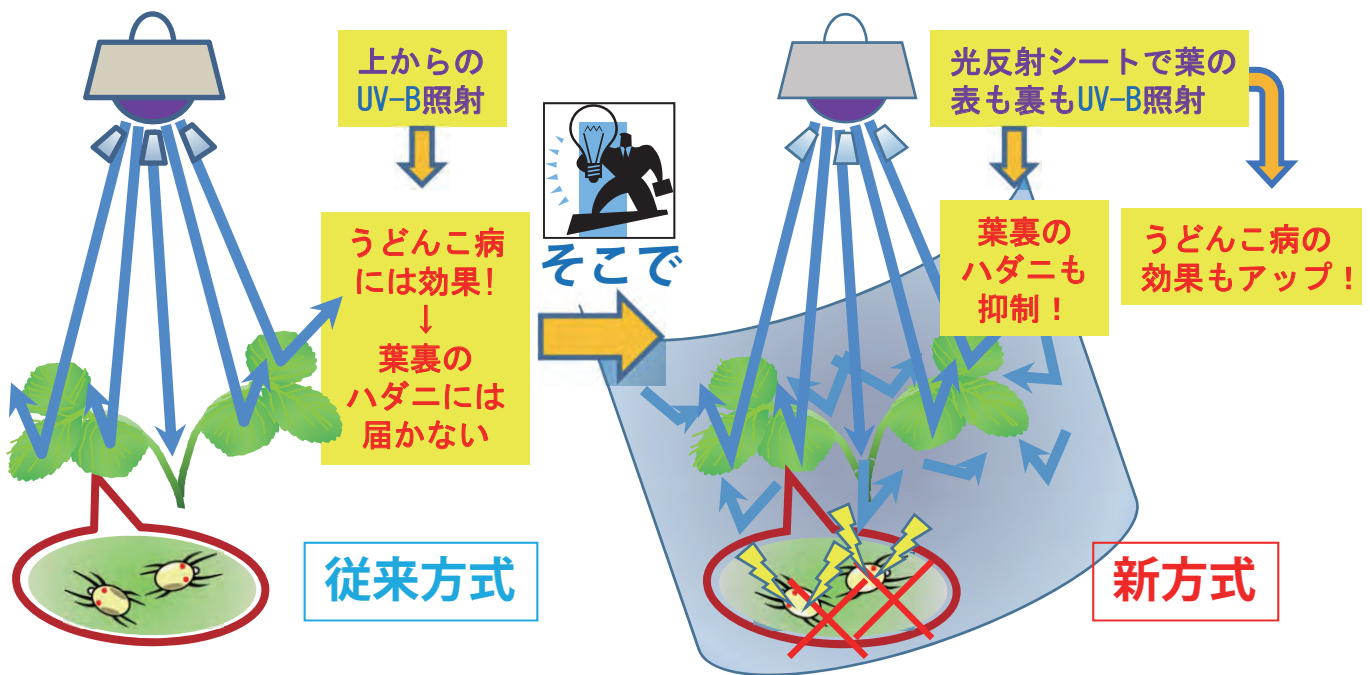 上からの
UV-B照射
うどんこ病
には効果!
↓
葉裏の
ハダニには
届かない
従来方式
そこで
光反射シートで葉の
表も裏もUV-B照射
葉裏の
ハダニも
抑制！
うどんこ病の
効果もアップ！
新方式